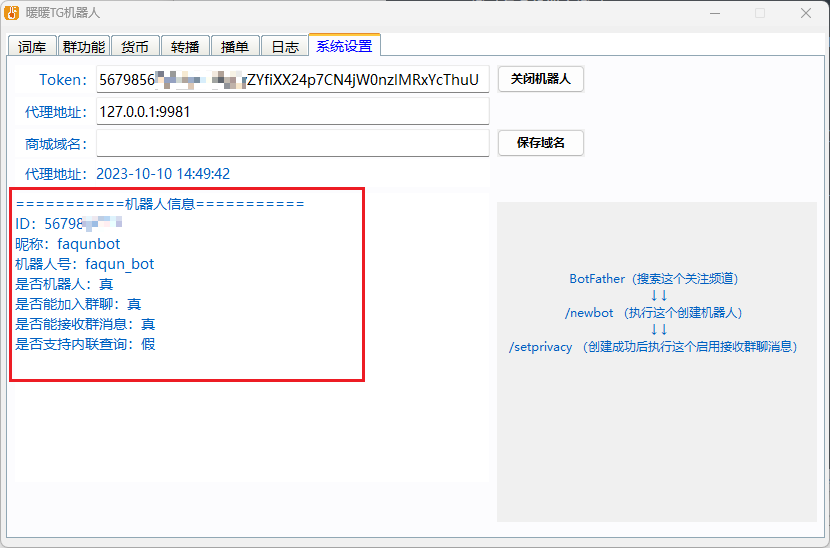 暖暖TG机器人
词库 群功能 货币 转播 播单 日志 系统设置
Token: 5679856 ZYfiXX24p7CN4jW0nzIMRxYcThuU 关闭机器人
代理地址: 127.0.0.1:9981
商城域名: 保存域名
代理地址: 2023-10-10 14:49:42
===========机器人信息===========
ID: 56798
昵称: faqunbot
机器人号: faqun_bot
是否机器人: 真
是否能加入群聊: 真
是否能接收群消息: 真
是否支持内联查询: 假
BotFather（搜索这个关注频道）
↓↓
/newbot （执行这个创建机器人）
↓↓
/setprivacy （创建成功后执行这个启用接收群聊消息）